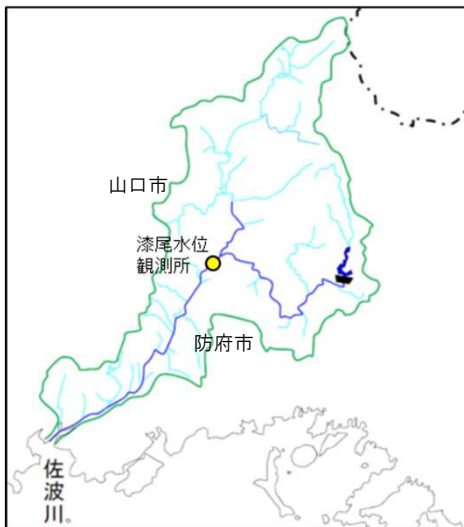 山口市
漆尾水位
観測所
防府市
佐波川。